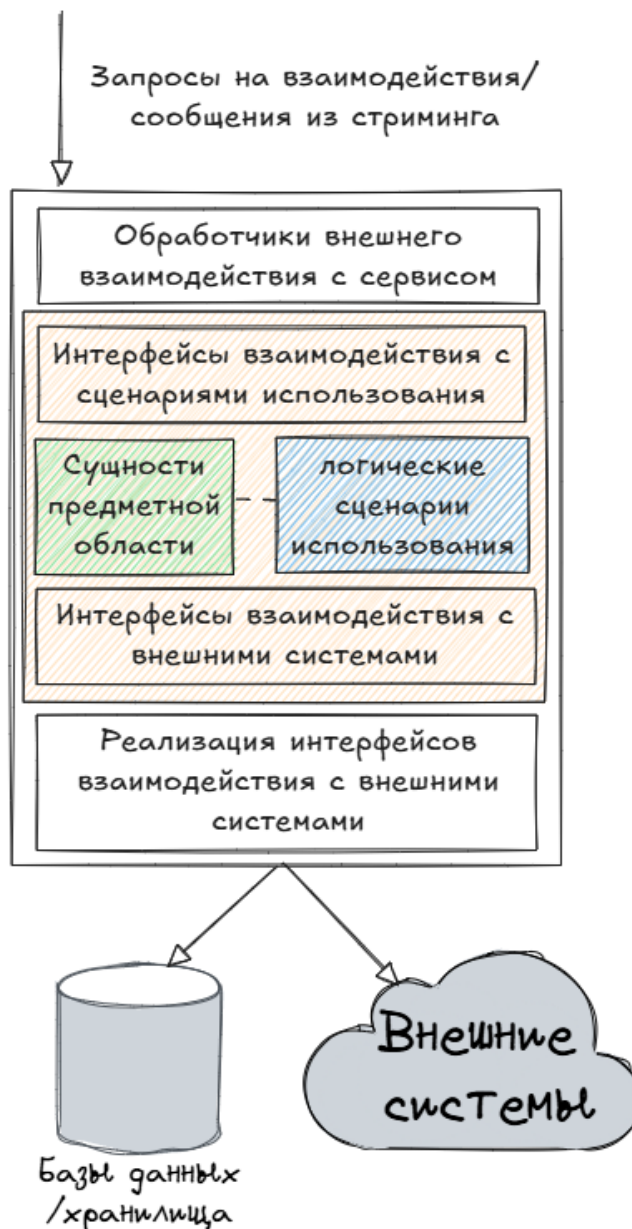 Запросы на взаимодействия/
сообщения из стриминга
Обработчики внешнего
взаимодействия с сервисом
Интерфейсы взаимодействия с
сценариями использования
Сущности
предметной
области
логические
сценарии
использования
Интерфейсы взаимодействия с
внешними системами
Реализация интерфейсов
взаимодействия с внешними
системами
Внешние
системы
Базы данных
/хранилища